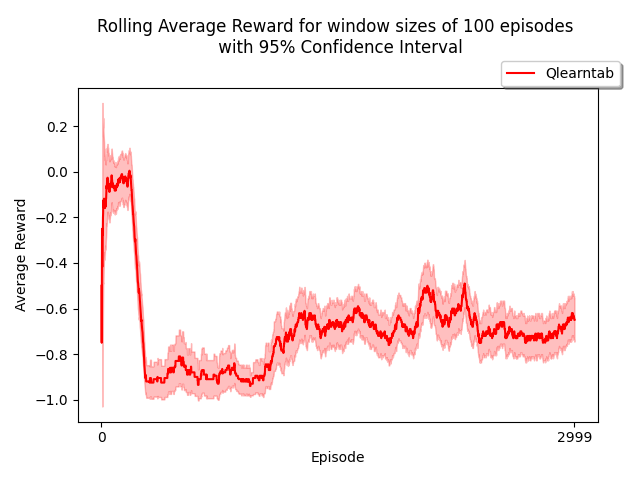 Rolling Average Reward for window sizes of 100 episodes
with 95% Confidence Interval
Qlearntab
Average Reward
0.2
0.0
−0.2
−0.4
−0.6
−0.8
−1.0
0
2999
Episode